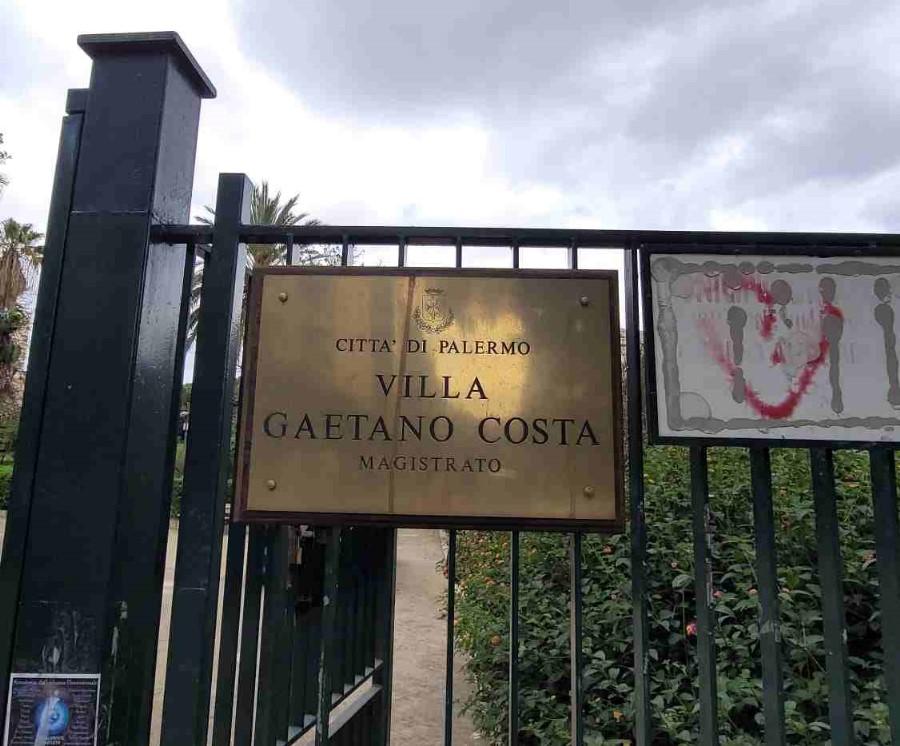 CITTA' DI PALERMO
VILLA
GAETANO COSTA
MAGISTRATO